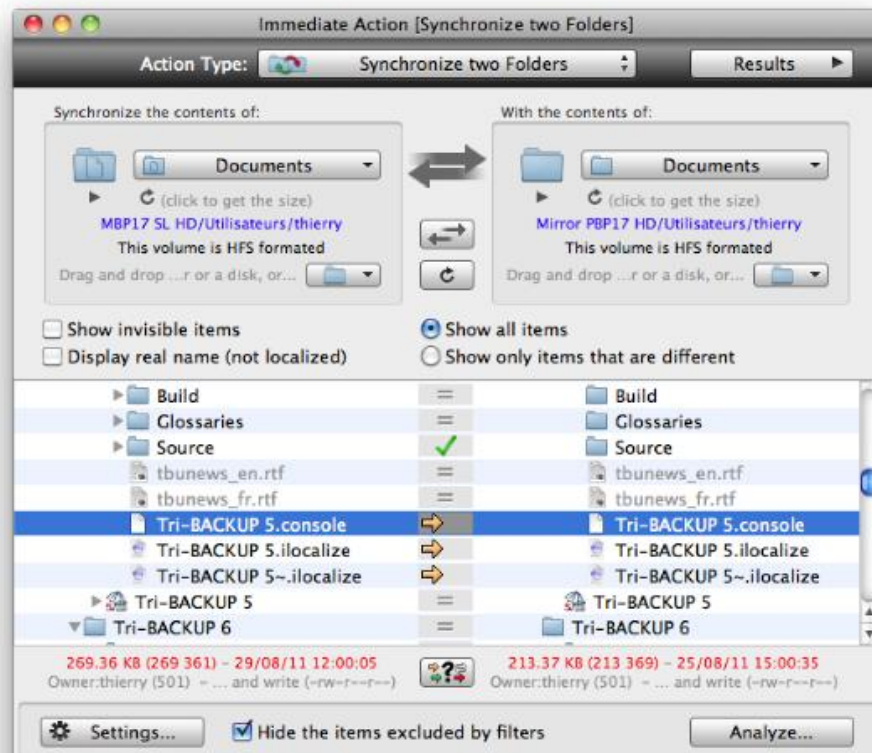 Immediate Action [Synchronize two Folders]
Action Type: Synchronize two Folders Results
Synchronize the contents of: With the contents of:
Documents Documents
(click to get the size) (click to get the size)
MBP17 SL HD/Utilisateurs/thierry Mirror PBP17 HD/Utilisateurs/thierry
This volume is HFS formated This volume is HFS formated
Drag and drop ...r or a disk, or... Drag and drop ...r or a disk, or...
Show invisible items Show all items
Display real name (not localized) Show only items that are different
Build = Build
Glossaries = Glossaries
Source Source
tbunews_en.rtf = tbunews_en.rtf
tbunews_fr.rtf = tbunews_fr.rtf
Tri-BACKUP 5.console Tri-BACKUP 5.console
Tri-BACKUP 5.ilocalize Tri-BACKUP 5.ilocalize
Tri-BACKUP 5~.ilocalize Tri-BACKUP 5~.ilocalize
Tri-BACKUP 5 = Tri-BACKUP 5
Tri-BACKUP 6 = Tri-BACKUP 6
269.36 KB (269 361) - 29/08/11 12:00:05 ? 213.37 KB (213 369) - 25/08/11 15:00:35
Owner:thierry (501) - ... and write (-rw-r--r--) Owner:thierry (501) - ... and write (-rw-r--r--)
Settings... Hide the items excluded by filters Analyze...